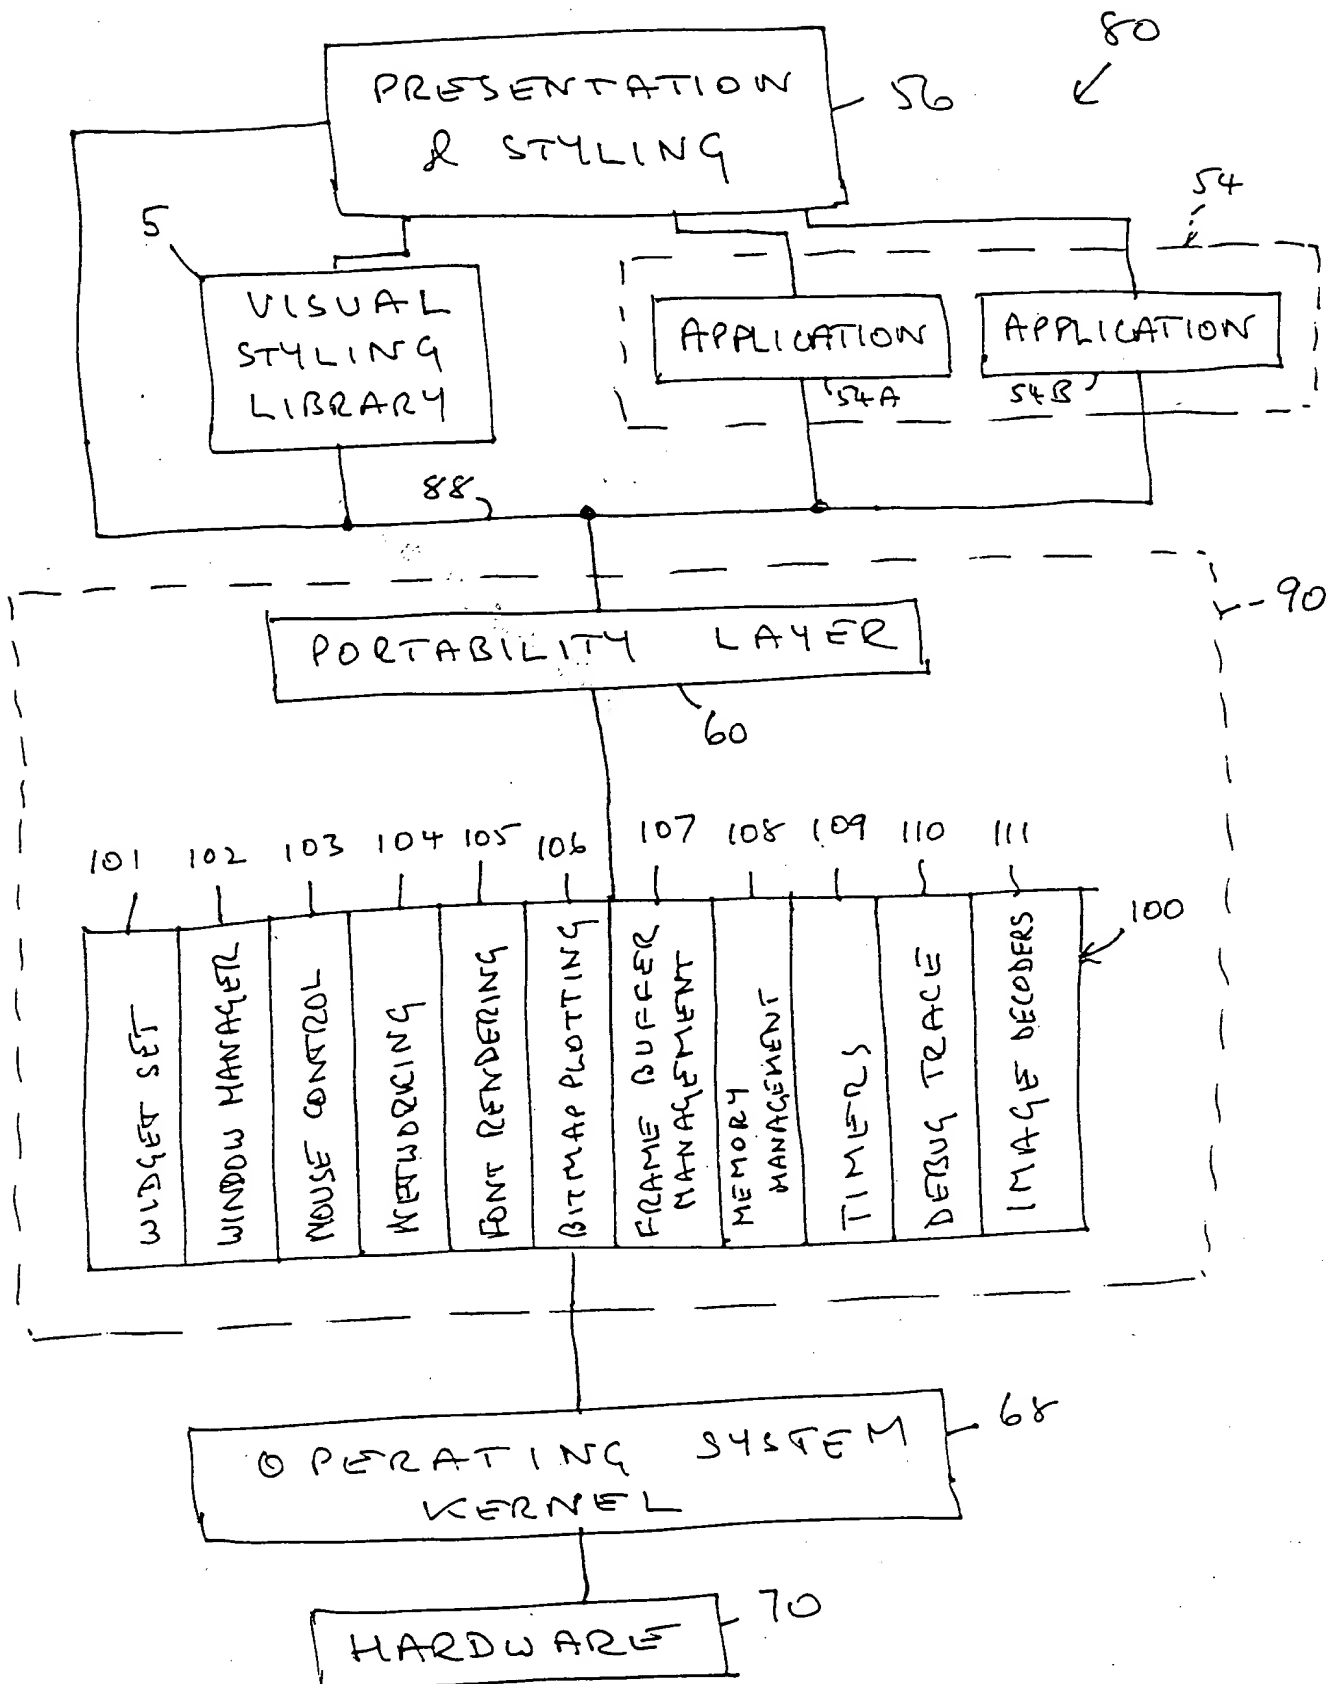 80
PRESENTATION
& STYLING
56
54
5
VISUAL
STYLING
LIBRARY
APPLICATION
54A
APPLICATION
54B
88
90
PORTABILITY LAYER
60
101 102 103 104 105 106 107 108 109 110 111
100
WIDGET SET
WINDOW MANAGER
MOUSE CONTROL
NETWORKING
FONT RENDERING
BITMAP PLOTTING
FRAME BUFFER
MANAGEMENT
MEMORY
MANAGEMENT
TIMERS
DEBUG TRACE
IMAGE DECODERS
OPERATING SYSTEM
KERNEL
68
HARDWARE
70